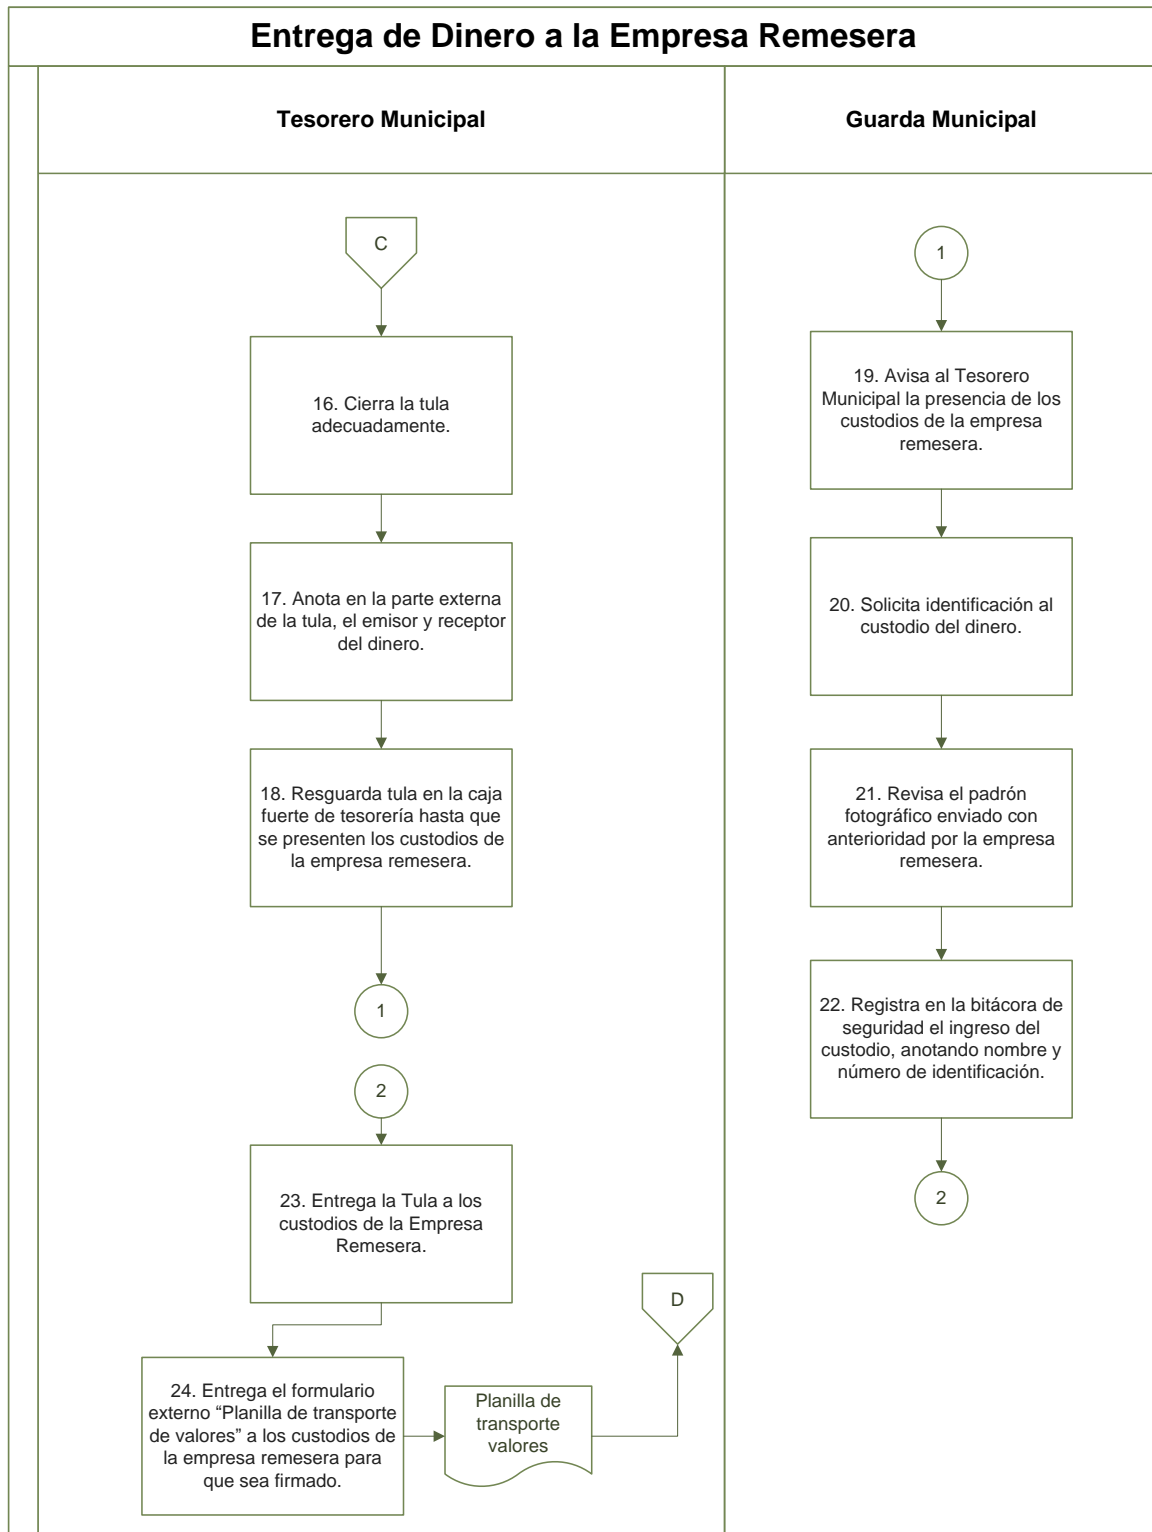 Entrega de Dinero a la Empresa Remesera
Tesorero Municipal
Guarda Municipal
C
16. Cierra la tula
adecuadamente.
17. Anota en la parte externa
de la tula, el emisor y receptor
del dinero.
18. Resguarda tula en la caja
fuerte de tesorería hasta que
se presenten los custodios de
la empresa remesera.
1
2
23. Entrega la Tula a los
custodios de la Empresa
Remesera.
24. Entrega el formulario
externo “Planilla de transporte
de valores” a los custodios de
la empresa remesera para
que sea firmado.
Planilla de
transporte
valores
D
1
19. Avisa al Tesorero
Municipal la presencia de los
custodios de la empresa
remesera.
20. Solicita identificación al
custodio del dinero.
21. Revisa el padrón
fotográfico enviado con
anterioridad por la empresa
remesera.
22. Registra en la bitácora de
seguridad el ingreso del
custodio, anotando nombre y
número de identificación.
2